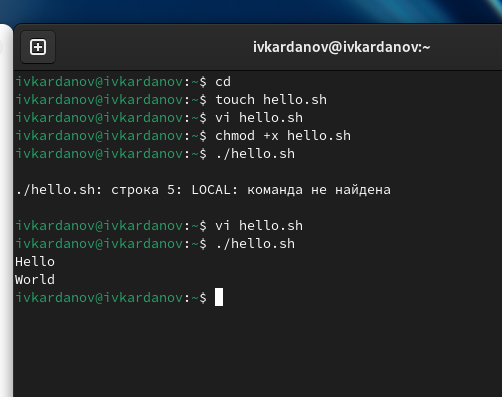 ivkardanov@ivkardanov:~
ivkardanov@ivkardanov:~$ cd
ivkardanov@ivkardanov:~$ touch hello.sh
ivkardanov@ivkardanov:~$ vi hello.sh
ivkardanov@ivkardanov:~$ chmod +x hello.sh
ivkardanov@ivkardanov:~$ ./hello.sh
./hello.sh: строка 5: LOCAL: команда не найдена
ivkardanov@ivkardanov:~$ vi hello.sh
ivkardanov@ivkardanov:~$ ./hello.sh
Hello
World
ivkardanov@ivkardanov:~$